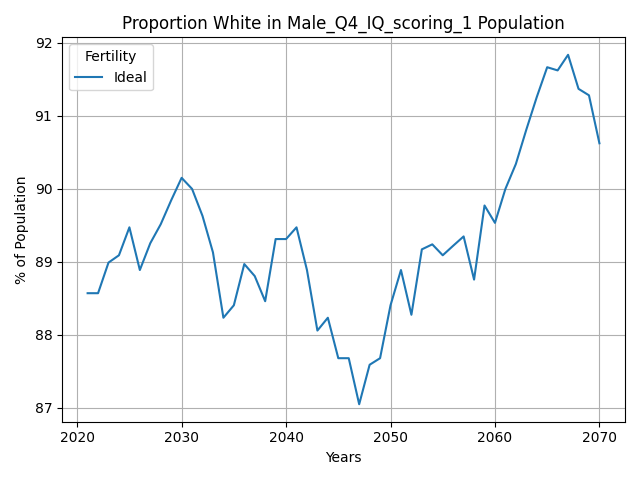 Proportion White in Male_Q4_IQ_scoring_1 Population
Fertility
Ideal
92
91
90
89
88
87
% of Population
2020 2030 2040 2050 2060 2070
Years